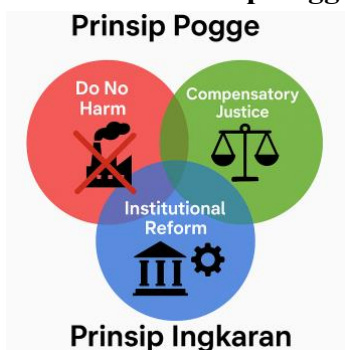 Prinsip Pogge
Do No
Harm
Compensatory
Justice
Institutional
Reform
Prinsip Ingkaran